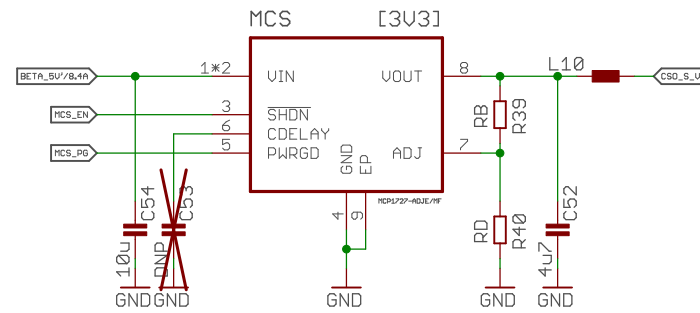 MCS [3V3]
BETA_5V'/8.4A 1*2 VIN VOUT 8 L10 CSO_S_V
MCS_EN 3 SHDN RB R39
6 CDELAY
MCS_PG 5 PWRGD ADJ 7
GND EP
MCP1727-ADJE/MF
4 9
10u C54 DNP C53 RD R40 4u7 C52
GND GND GND GND GND